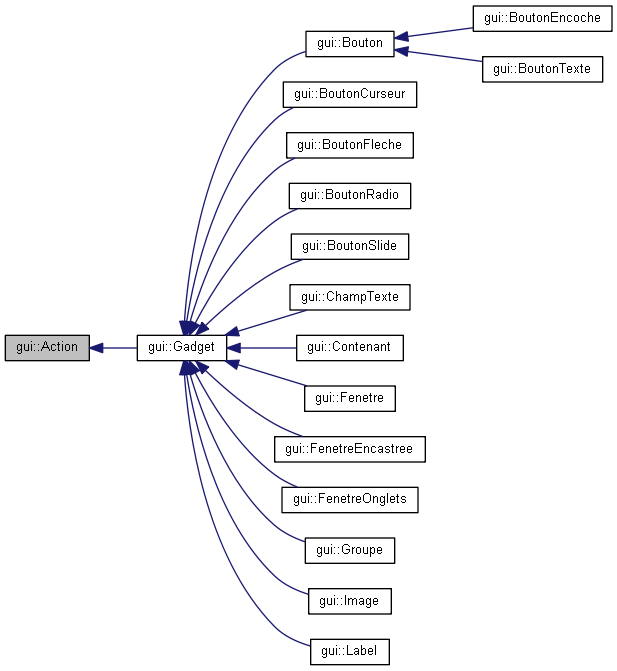 gui::BoutonEncoche
gui::Bouton
gui::BoutonTexte
gui::BoutonCurseur
gui::BoutonFleche
gui::BoutonRadio
gui::BoutonSlide
gui::ChampTexte
gui::Action
gui::Gadget
gui::Contenant
gui::Fenetre
gui::FenetreEncastree
gui::FenetreOnglets
gui::Groupe
gui::Image
gui::Label